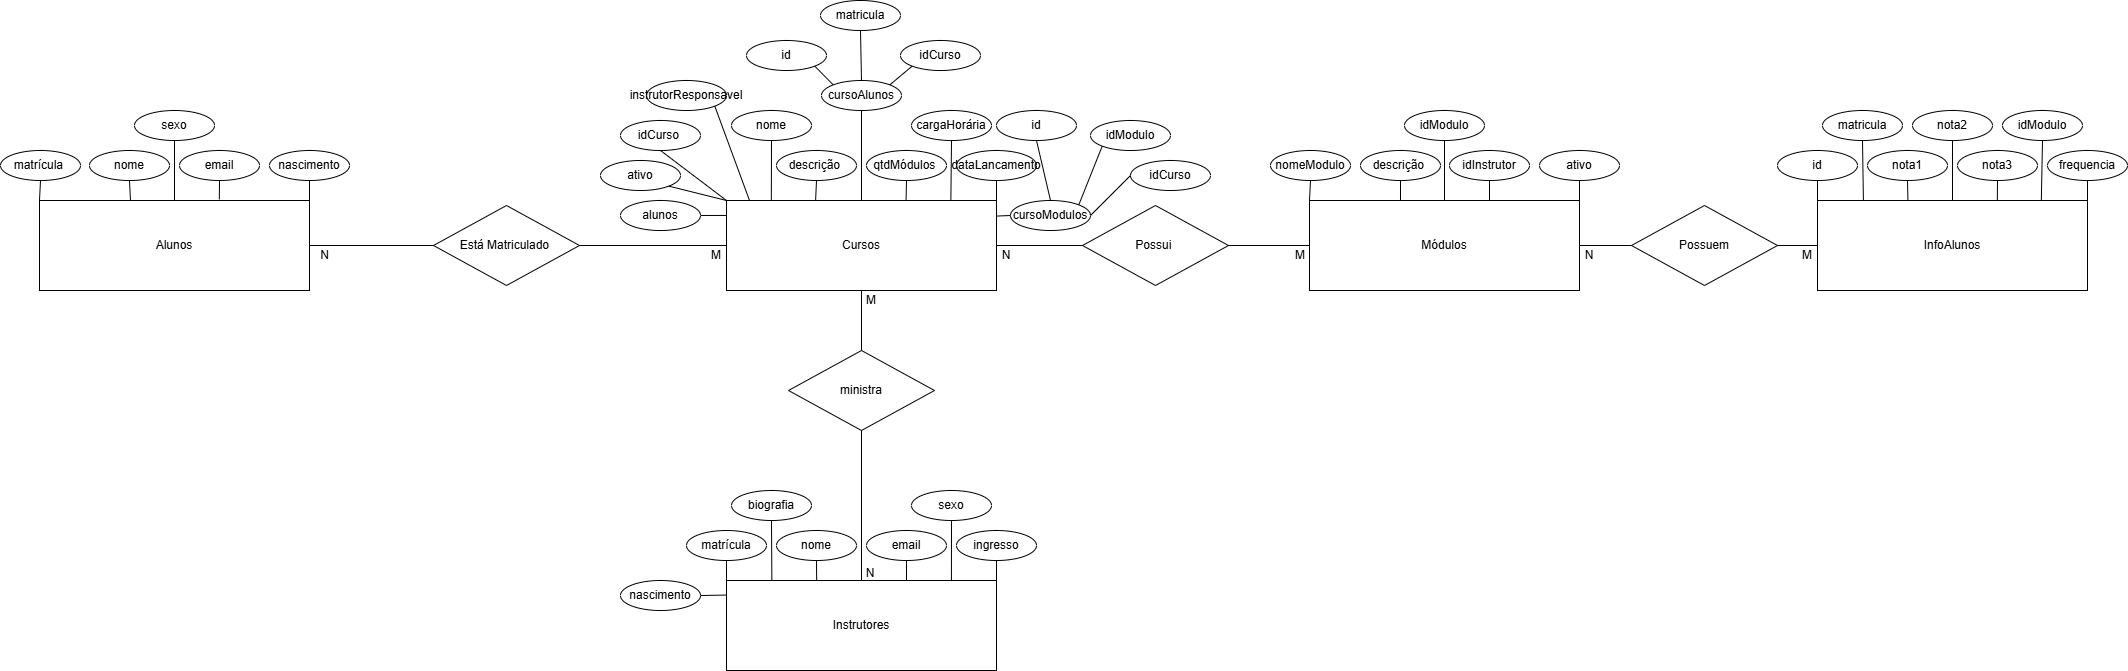 matricula
id
idCurso
cursoAlunos
instrutorResponsavel
idCurso
nome
cargaHorária
id
idModulo
ativo
descrição
qtdMódulos
dataLancamento
idCurso
alunos
cursoModulos
sexo
matrícula
nome
email
nascimento
idModulo
nomeModulo
descrição
idInstrutor
ativo
matricula
nota2
idModulo
id
nota1
nota3
frequencia
Alunos
N
Está Matriculado
M
Cursos
N
Possui
M
Módulos
N
Possuem
M
InfoAlunos
M
ministra
N
biografia
sexo
matrícula
nome
email
ingresso
nascimento
Instrutores